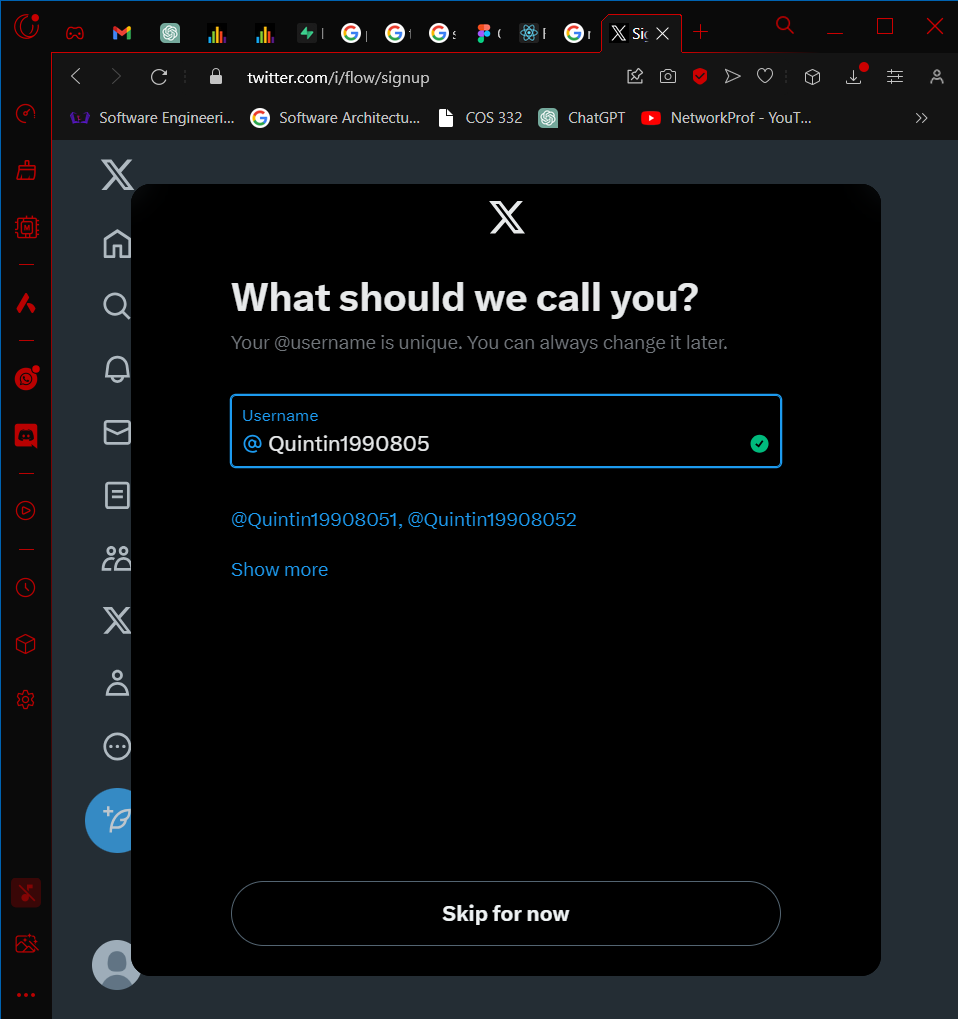 Sig
twitter.com/i/flow/signup
Software Engineeri...
Software Architectu...
COS 332
ChatGPT
NetworkProf - YouT...
What should we call you?
Your @username is unique. You can always change it later.
Username
@ Quintin1990805
@Quintin19908051, @Quintin19908052
Show more
Skip for now